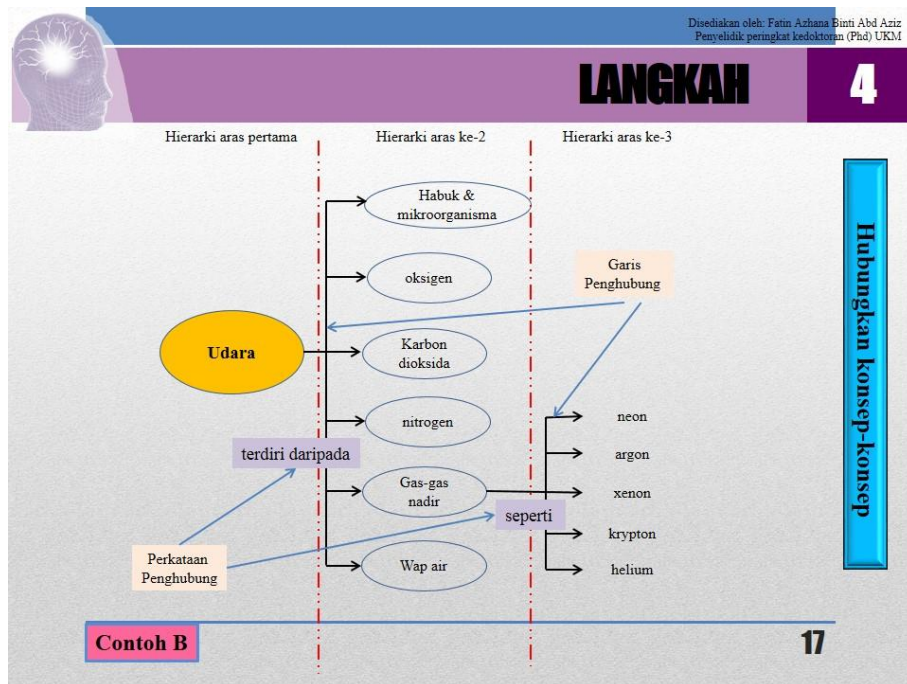 Disediakan oleh: Fatin Azhana Binti Abd Aziz
Penyelidik peringkat kedoktoran (Phd) UKM
LANGKAH
4
Hierarki aras pertama
Hierarki aras ke-2
Hierarki aras ke-3
Habuk &
mikroorganisma
oksigen
Garis
Penghubung
Udara
Karbon
dioksida
nitrogen
neon
terdiri daripada
argon
Gas-gas
nadir
xenon
seperti
krypton
Perkataan
Penghubung
Wap air
helium
Hubungkan konsep-konsep
Contoh B
17